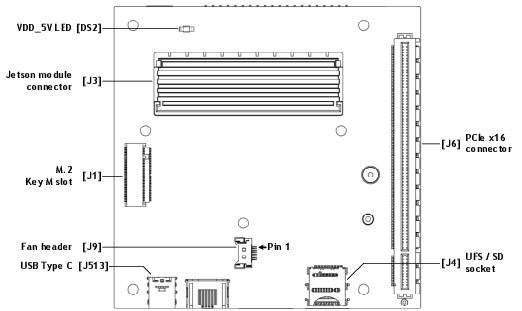 VDD_5V LED [DS2]
Jetson module
connector [J3]
M.2
Key M slot [J1]
Fan header [J9]
Pin 1
USB Type C [J513]
[J6] PCIe x16
connector
[J4] UFS / SD
socket